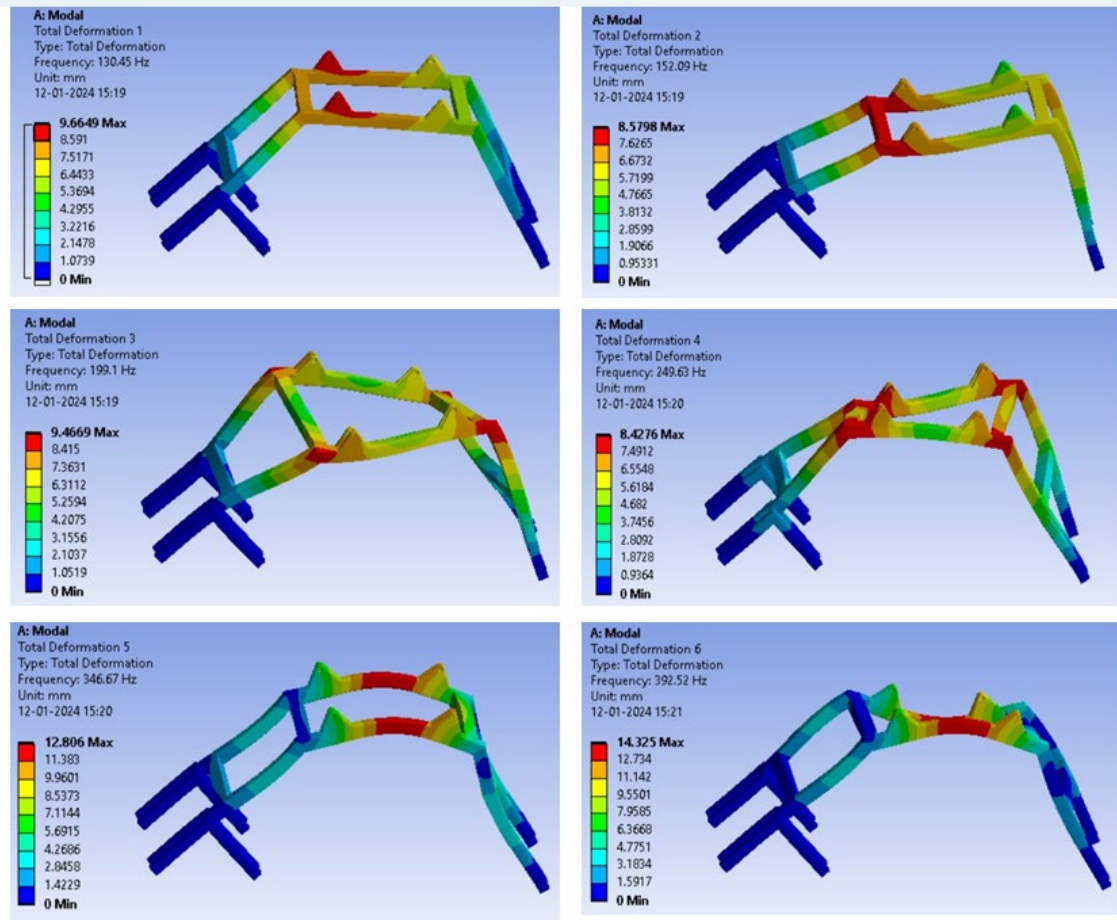 A: Modal
Total Deformation 1
Type: Total Deformation
Frequency: 130.45 Hz
Unit: mm
12-01-2024 15:19
9.6649 Max
8.591
7.5171
6.4433
5.3694
4.2955
3.2216
2.1478
1.0739
0 Min
A: Modal
Total Deformation 2
Type: Total Deformation
Frequency: 152.09 Hz
Unit: mm
12-01-2024 15:19
8.5798 Max
7.6265
6.6732
5.7199
4.7665
3.8132
2.8599
1.9066
0.95331
0 Min
A: Modal
Total Deformation 3
Type: Total Deformation
Frequency: 199.1 Hz
Unit: mm
12-01-2024 15:19
9.4669 Max
8.415
7.3631
6.3112
5.2594
4.2075
3.1556
2.1037
1.0519
0 Min
A: Modal
Total Deformation 4
Type: Total Deformation
Frequency: 249.63 Hz
Unit: mm
12-01-2024 15:20
8.4276 Max
7.4912
6.5548
5.6184
4.682
3.7456
2.8092
1.8728
0.9364
0 Min
A: Modal
Total Deformation 5
Type: Total Deformation
Frequency: 346.67 Hz
Unit: mm
12-01-2024 15:20
12.806 Max
11.383
9.9601
8.5373
7.1144
5.6915
4.2686
2.8458
1.4229
0 Min
A: Modal
Total Deformation 6
Type: Total Deformation
Frequency: 392.52 Hz
Unit: mm
12-01-2024 15:21
14.325 Max
12.734
11.142
9.5501
7.9585
6.3668
4.7751
3.1834
1.5917
0 Min